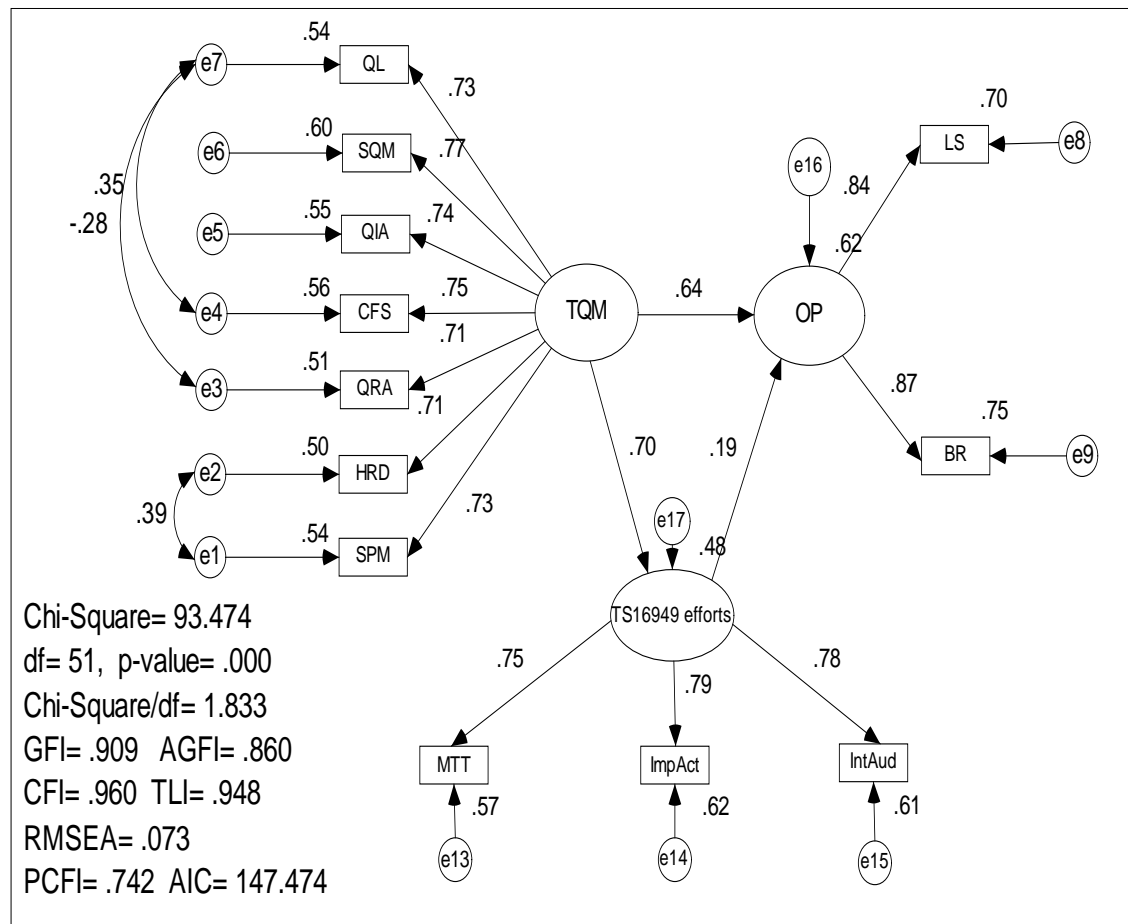 .54
e7
QL
.73
.60
e6
SQM
.77
.35
-.28
.55
e5
QIA
.74
.56
e4
CFS
.75
.71
.51
e3
QRA
.71
.50
e2
HRD
.39
.73
.54
e1
SPM
TQM
.64
e16
.62
OP
.84
.70
LS
e8
.87
.75
BR
e9
.70
.19
e17
.48
TS16949 efforts
.75
.79
.78
MTT
ImpAct
IntAud
.57
.62
.61
e13
e14
e15
Chi-Square= 93.474
df= 51, p-value= .000
Chi-Square/df= 1.833
GFI= .909 AGFI= .860
CFI= .960 TLI= .948
RMSEA= .073
PCFI= .742 AIC= 147.474